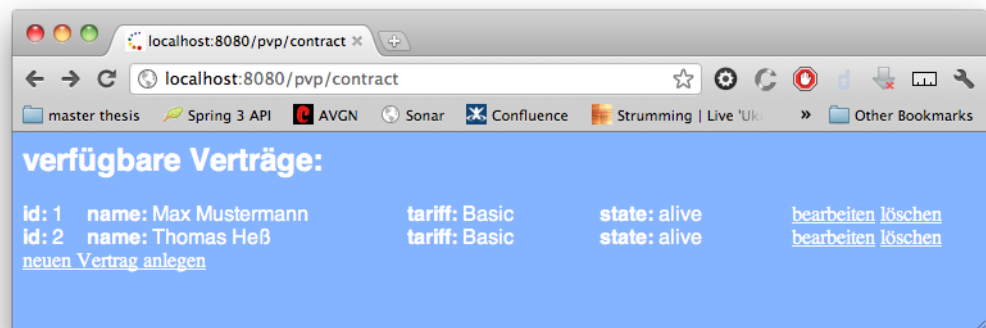 localhost:8080/pvp/contract
localhost:8080/pvp/contract
master thesis Spring 3 API AVGN Sonar Confluence Strumming | Live 'Uk » Other Bookmarks
verfügbare Verträge:
id: 1 name: Max Mustermann tariff: Basic state: alive bearbeiten löschen
id: 2 name: Thomas Heß tariff: Basic state: alive bearbeiten löschen
neuen Vertrag anlegen